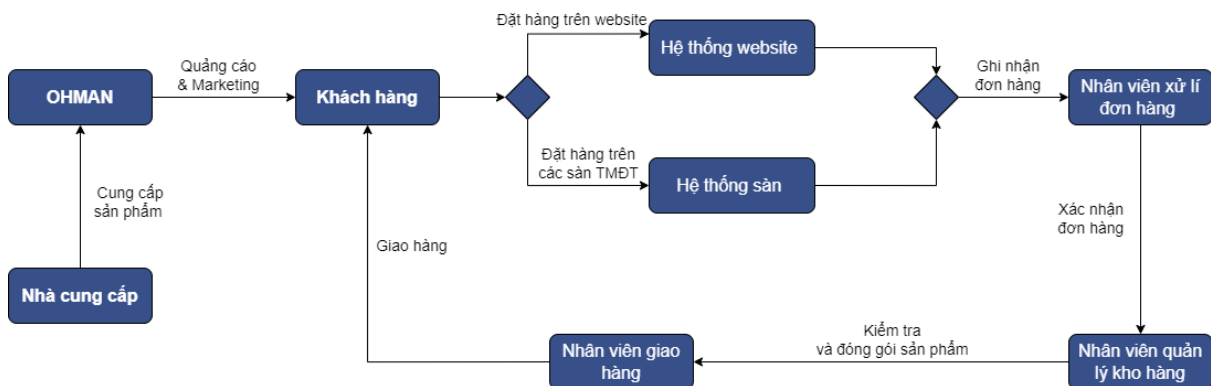 Đặt hàng trên website
Hệ thống website
Quảng cáo
& Marketing
Ghi nhận
đơn hàng
OHMAN
Khách hàng
Nhân viên xử lí
đơn hàng
Đặt hàng trên
các sàn TMĐT
Hệ thống sàn
Cung cấp
sản phẩm
Xác nhận
đơn hàng
Giao hàng
Nhà cung cấp
Kiểm tra
và đóng gói sản phẩm
Nhân viên giao
hàng
Nhân viên quản
lý kho hàng